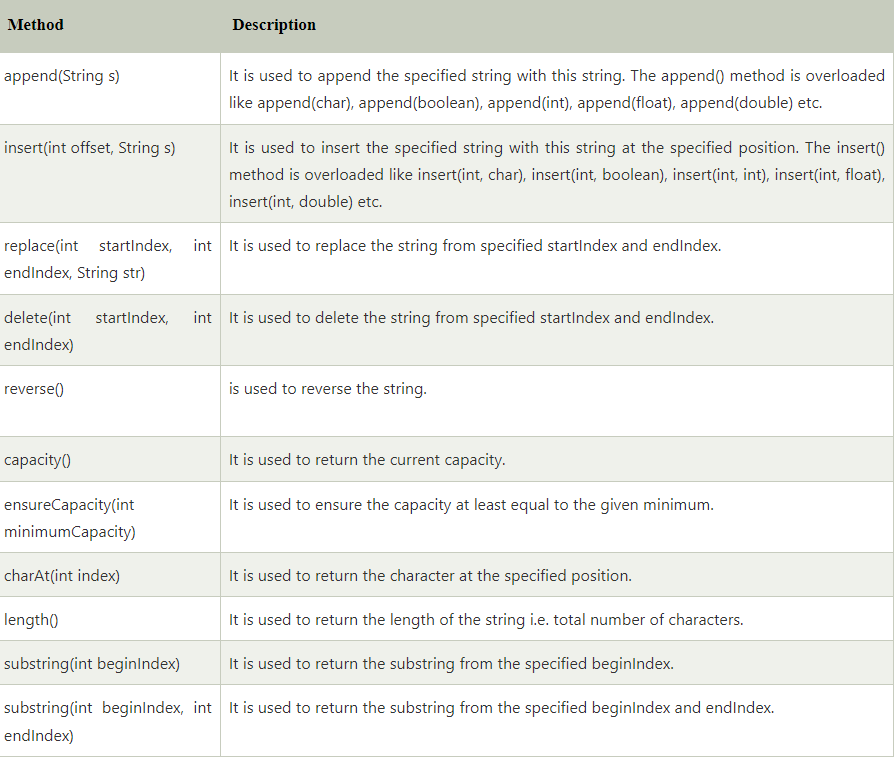 Method Description
append(String s) It is used to append the specified string with this string. The append() method is overloaded
like append(char), append(boolean), append(int), append(float), append(double) etc.
insert(int offset, String s) It is used to insert the specified string with this string at the specified position. The insert()
method is overloaded like insert(int, char), insert(int, boolean), insert(int, int), insert(int, float),
insert(int, double) etc.
replace(int startIndex, int It is used to replace the string from specified startIndex and endIndex.
endIndex, String str)
delete(int startIndex, int It is used to delete the string from specified startIndex and endIndex.
endIndex)
reverse() is used to reverse the string.
capacity() It is used to return the current capacity.
ensureCapacity(int It is used to ensure the capacity at least equal to the given minimum.
minimumCapacity)
charAt(int index) It is used to return the character at the specified position.
length() It is used to return the length of the string i.e. total number of characters.
substring(int beginIndex) It is used to return the substring from the specified beginIndex.
substring(int beginIndex, int It is used to return the substring from the specified beginIndex and endIndex.
endIndex)